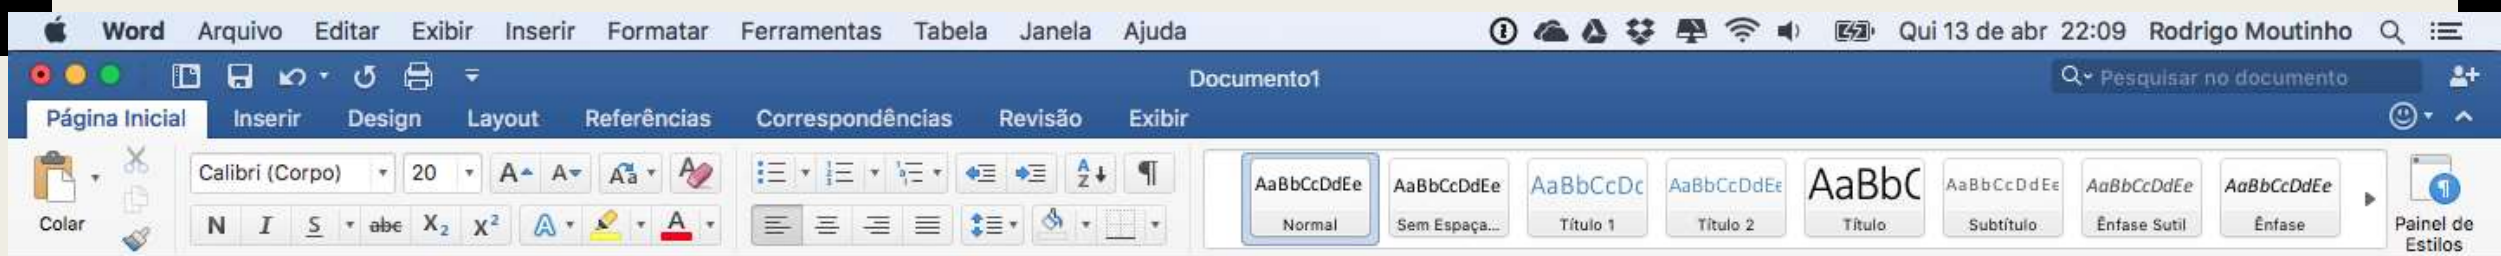 Word Arquivo Editar Exibir Inserir Formatar Ferramentas Tabela Janela Ajuda Qui 13 de abr 22:09 Rodrigo Moutinho
Documento1 Pesquisar no documento
Página Inicial Inserir Design Layout Referências Correspondências Revisão Exibir
Calibri (Corpo) 20 A A Aa A AaBbCcDdEe AaBbCcDdEe AaBbCcDc AaBbCcDdEe AaBbC AaBbCcDdEe AaBbCcDdEe AaBbCcDdEe
Colar N I S abc X₂ X² A A Normal Sem Espaça... Título 1 Título 2 Título Subtítulo Ênfase Sutil Ênfase Painel de
Estilos